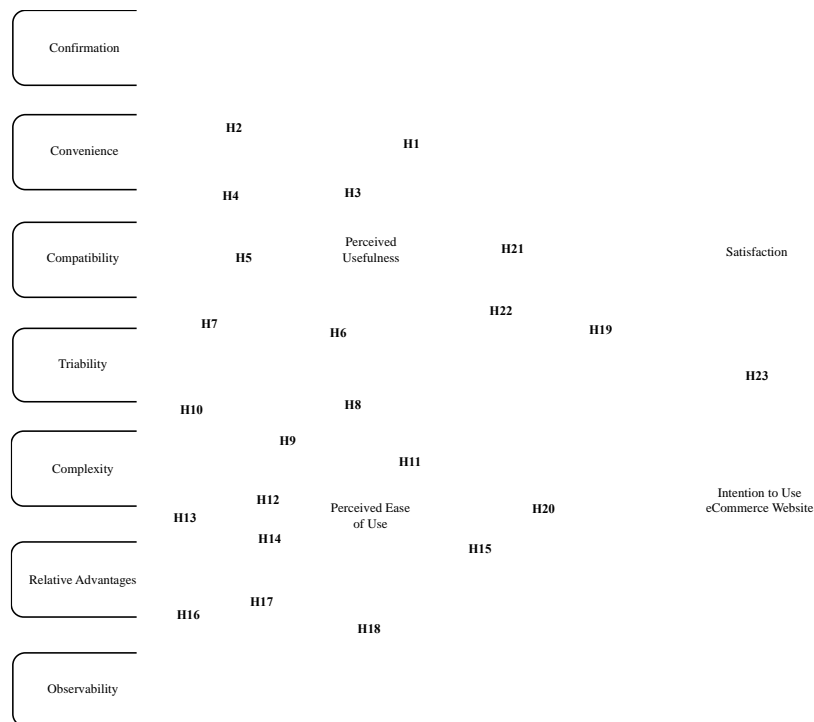 Confirmation
H2
H1
Convenience
H4
H3
Perceived
Usefulness
H21
Satisfaction
Compatibility
H5
H22
H7
H6
H19
Triability
H23
H10
H8
H9
H11
Complexity
H12
Perceived Ease
of Use
H20
Intention to Use
eCommerce Website
H13
H14
H15
Relative Advantages
H17
H16
H18
Observability